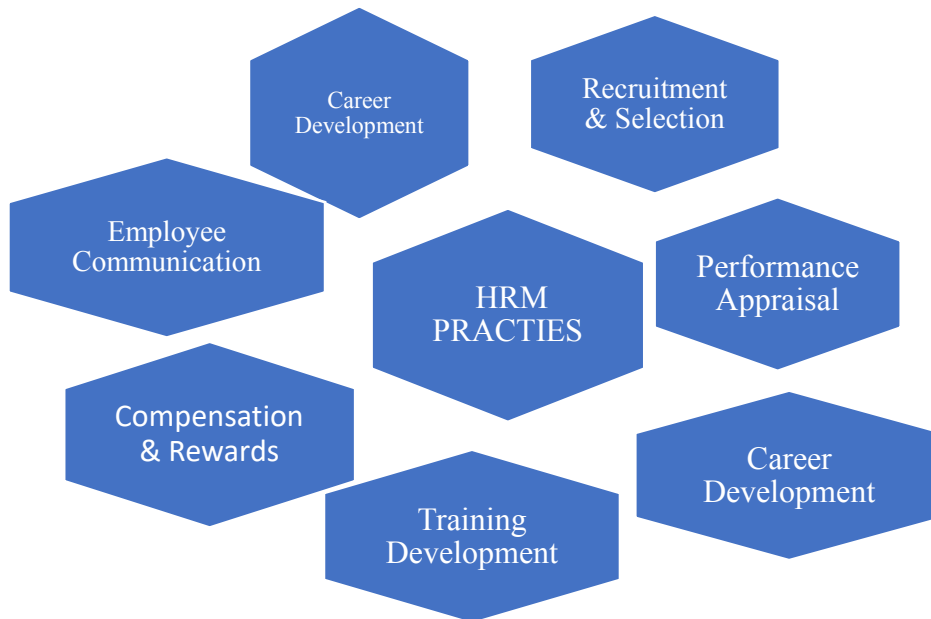 Career
Development
Recruitment
& Selection
Employee
Communication
HRM
PRACTIES
Performance
Appraisal
Compensation
& Rewards
Career
Development
Training
Development